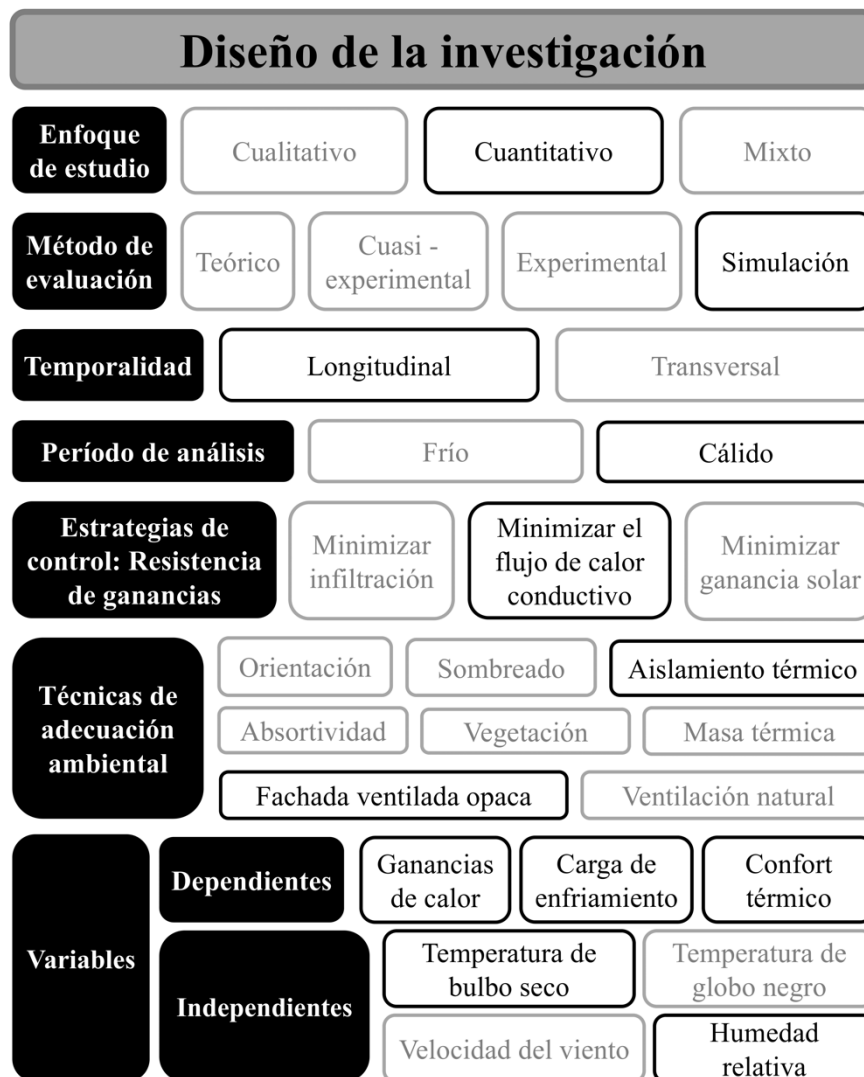 Diseño de la investigación
Enfoque
de estudio
Cualitativo
Cuantitativo
Mixto
Método de
evaluación
Teórico
Cuasi -
experimental
Experimental
Simulación
Temporalidad
Longitudinal
Transversal
Período de análisis
Frío
Cálido
Estrategias de
control: Resistencia
de ganancias
Minimizar
infiltración
Minimizar el
flujo de calor
conductivo
Minimizar
ganancia solar
Técnicas de
adecuación
ambiental
Orientación
Sombreado
Aislamiento térmico
Absortividad
Vegetación
Masa térmica
Fachada ventilada opaca
Ventilación natural
Variables
Dependientes
Ganancias
de calor
Carga de
enfriamiento
Confort
térmico
Independientes
Temperatura de
bulbo seco
Temperatura de
globo negro
Velocidad del viento
Humedad
relativa